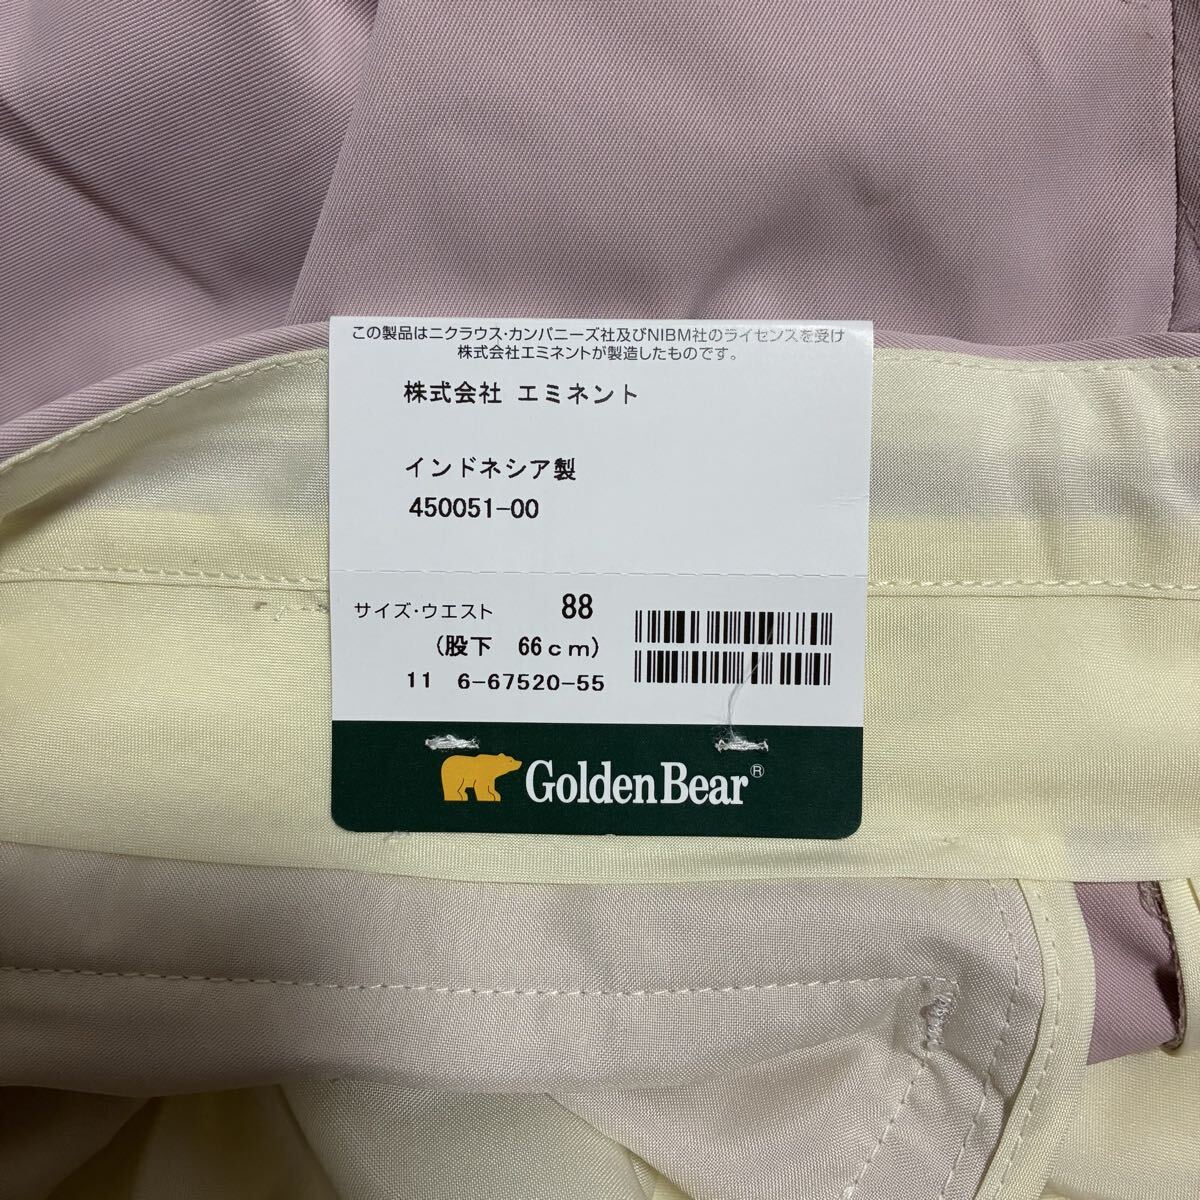 この製品はニクラウス・カンパニーズ社及びNIBM社のライセンスを受け
株式会社エミネントが製造したものです。
株式会社 エミネント
インドネシア製
450051-00
サイズ・ウエスト 88
(股下 66cm)
11 6-67520-55
Golden Bear®